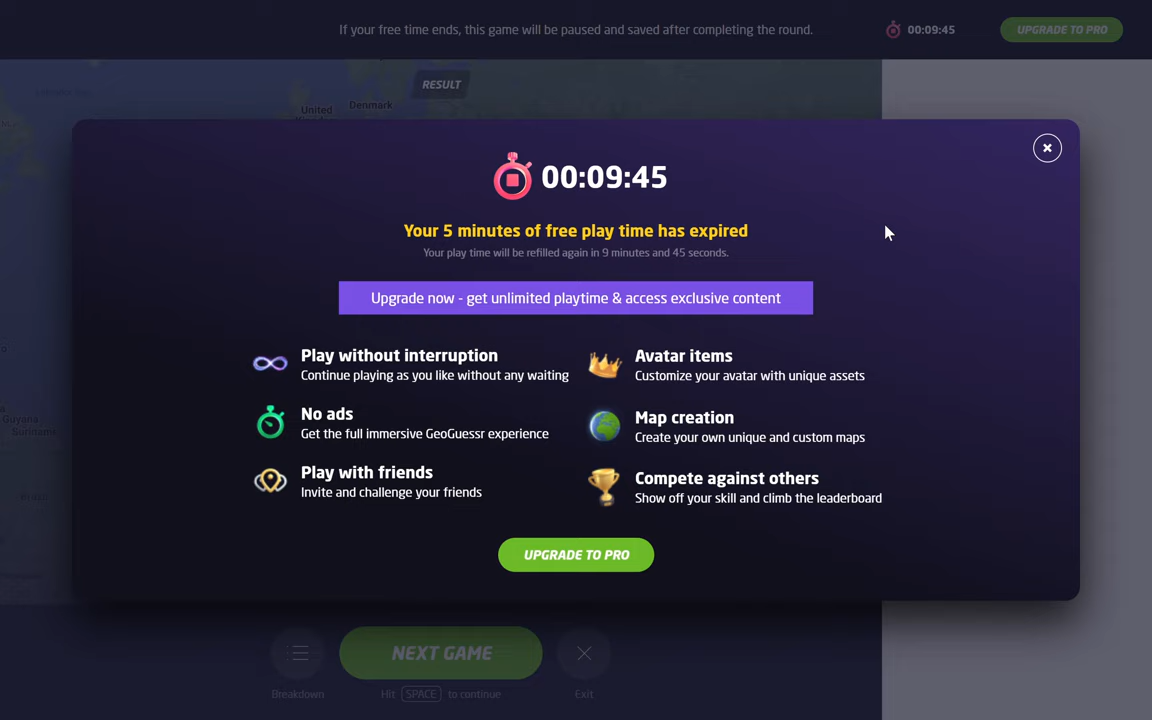 If your free time ends, this game will be paused and saved after completing the round.
00:09:45
UPGRADE TO PRO
RESULT
United
Denmark
00:09:45
Your 5 minutes of free play time has expired
Your play time will be refilled again in 9 minutes and 45 seconds.
Upgrade now - get unlimited playtime & access exclusive content
Play without interruption
Continue playing as you like without any waiting
Avatar items
Customize your avatar with unique assets
No ads
Get the full immersive GeoGuessr experience
Map creation
Create your own unique and custom maps
Play with friends
Invite and challenge your friends
Compete against others
Show off your skill and climb the leaderboard
UPGRADE TO PRO
Guyana
Suriname
NEXT GAME
Breakdown
Hit SPACE to continue
Exit